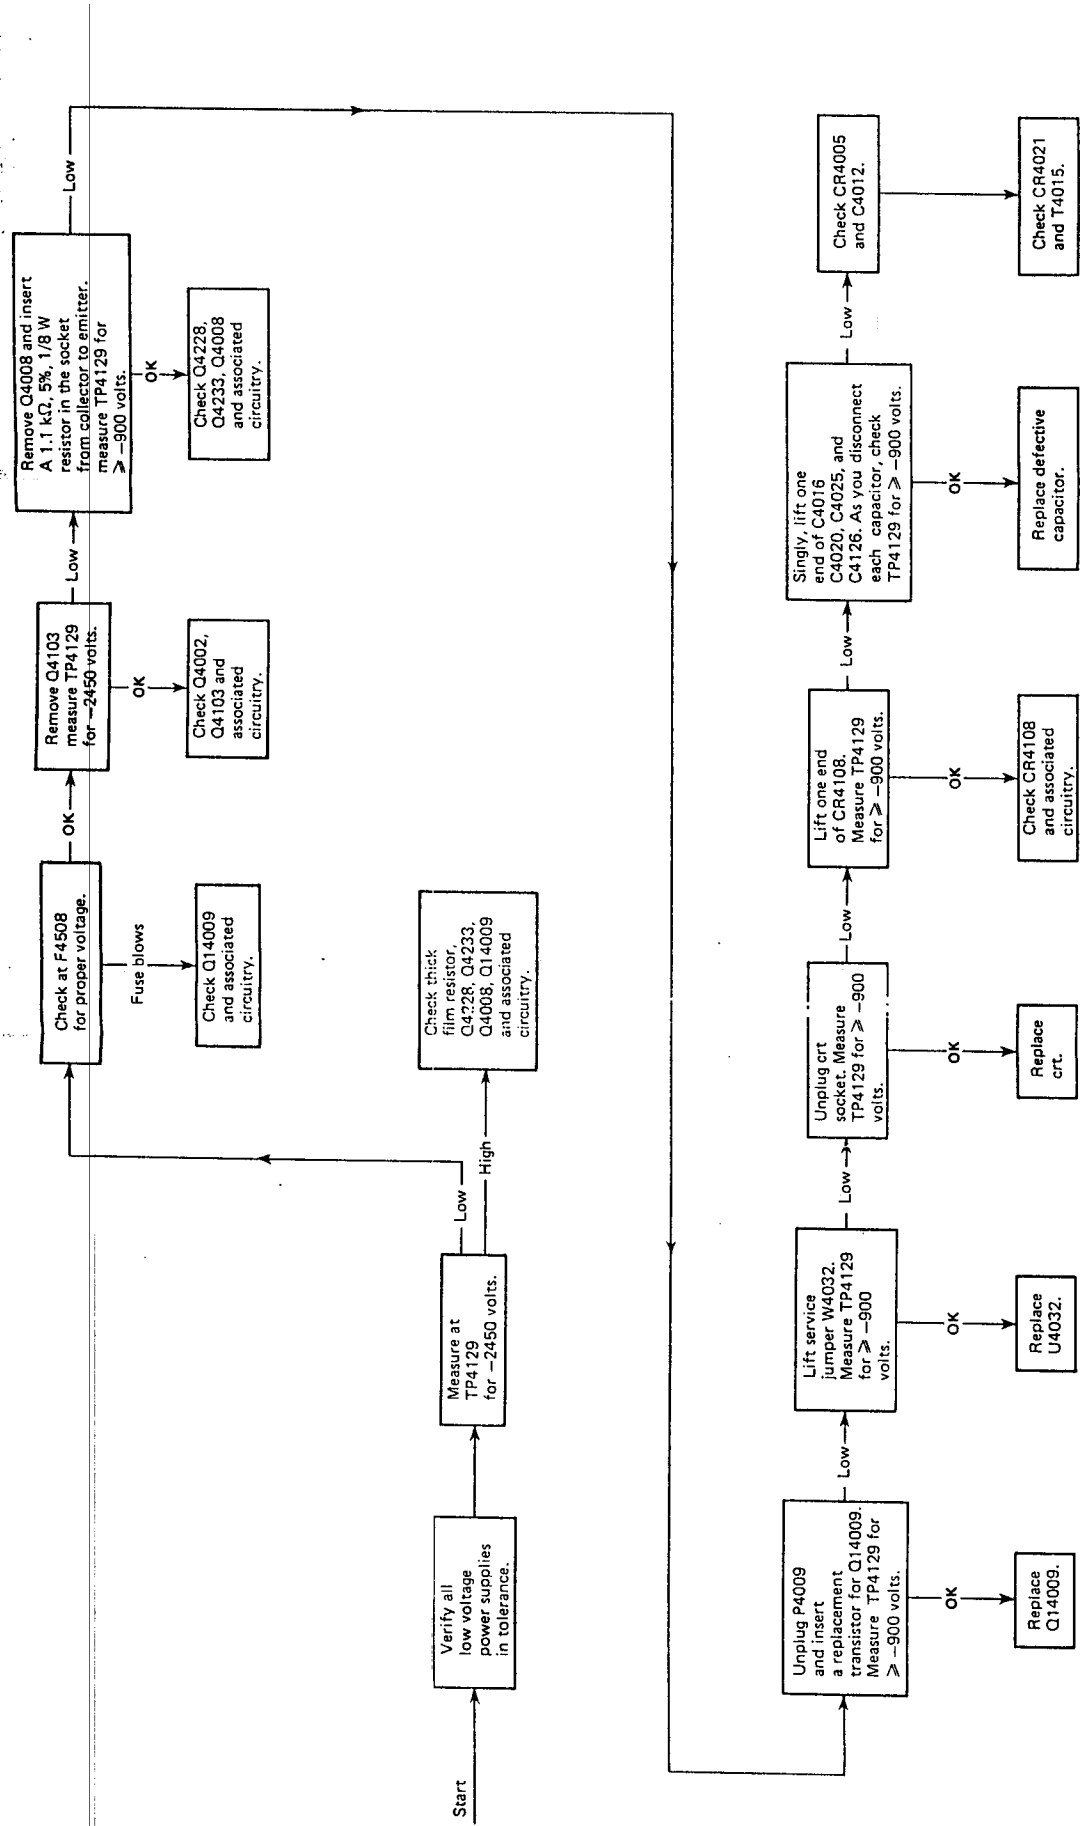 Start
Verify all
low voltage
power supplies
in tolerance.
Measure at
TP4129
for −2450 volts.
High
Check thick
film resistor,
Q4228, Q4233,
Q4008, Q14009
and associated
circuitry.
Low
Check at F4508
for proper voltage.
Fuse blows
Check Q14009
and associated
circuitry.
OK
Remove Q4103
measure TP4129
for −2450 volts.
OK
Check Q4002,
Q4103 and
associated
circuitry.
Low
Remove Q4008 and insert
A 1.1 kΩ, 5%, 1/8 W
resistor in the socket
from collector to emitter.
measure TP4129 for
⩾ −900 volts.
OK
Check Q4228,
Q4233, Q4008
and associated
circuitry.
Low
Unplug P4009
and insert
a replacement
transistor for Q14009.
Measure TP4129 for
⩾ −900 volts.
OK
Replace
Q14009.
Low
Lift service
jumper W4032.
Measure TP4129
for ⩾ −900
volts.
OK
Replace
U4032.
Low
Unplug crt
socket. Measure
TP4129 for ⩾ −900
volts.
OK
Replace
crt.
Low
Lift one end
of CR4108.
Measure TP4129
for ⩾ −900 volts.
OK
Check CR4108
and associated
circuitry.
Low
Singly, lift one
end of C4016
C4020, C4025, and
C4126. As you disconnect
each capacitor, check
TP4129 for ⩾ −900 volts.
OK
Replace defective
capacitor.
Low
Check CR4005
and C4012.
Check CR4021
and T4015.